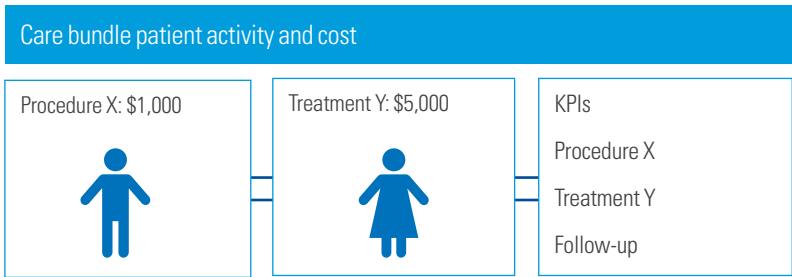 Care bundle patient activity and cost
Procedure X: $1,000
Treatment Y: $5,000
KPIs
Procedure X
Treatment Y
Follow-up